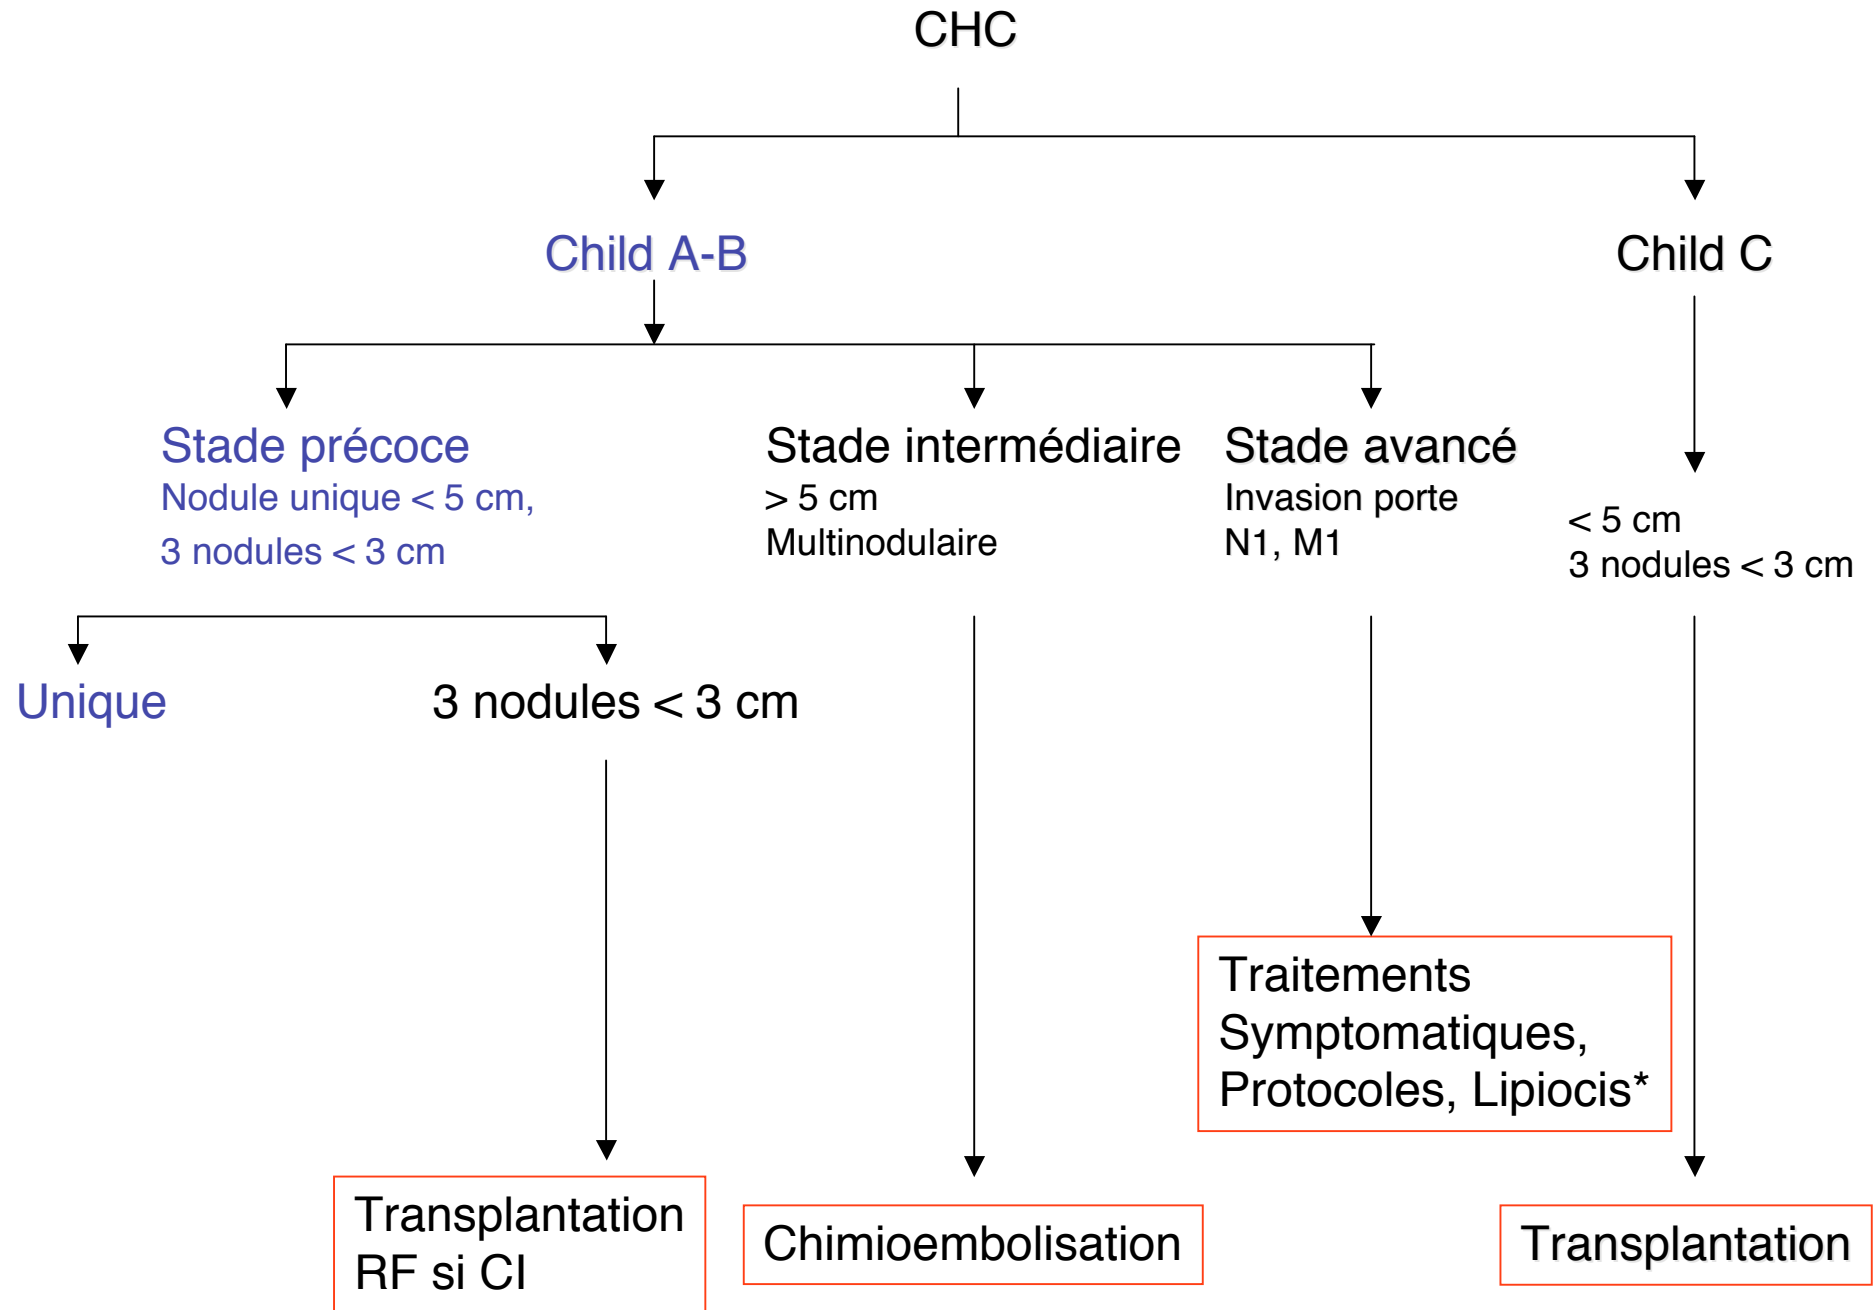 CHC
Child A-B
Child C
Stade précoce
Nodule unique < 5 cm,
3 nodules < 3 cm
Stade intermédiaire
> 5 cm
Multinodulaire
Stade avancé
Invasion porte
N1, M1
< 5 cm
3 nodules < 3 cm
Unique
3 nodules < 3 cm
Traitements
Symptomatiques,
Protocoles, Lipiocis*
Transplantation
RF si CI
Chimioembolisation
Transplantation